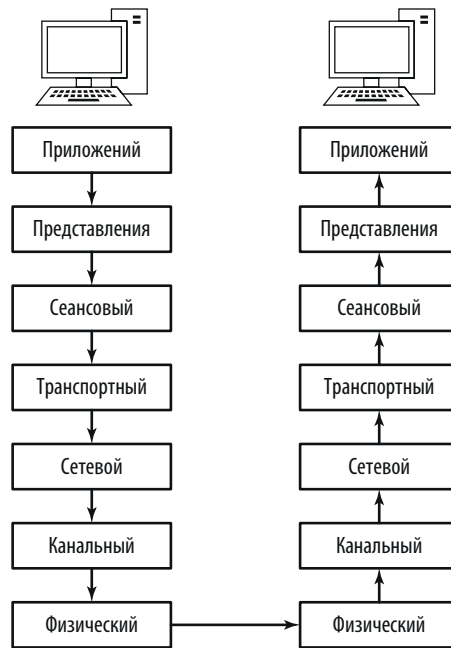 Приложений
Представления
Сеансовый
Транспортный
Сетевой
Канальный
Физический
Приложений
Представления
Сеансовый
Транспортный
Сетевой
Канальный
Физический